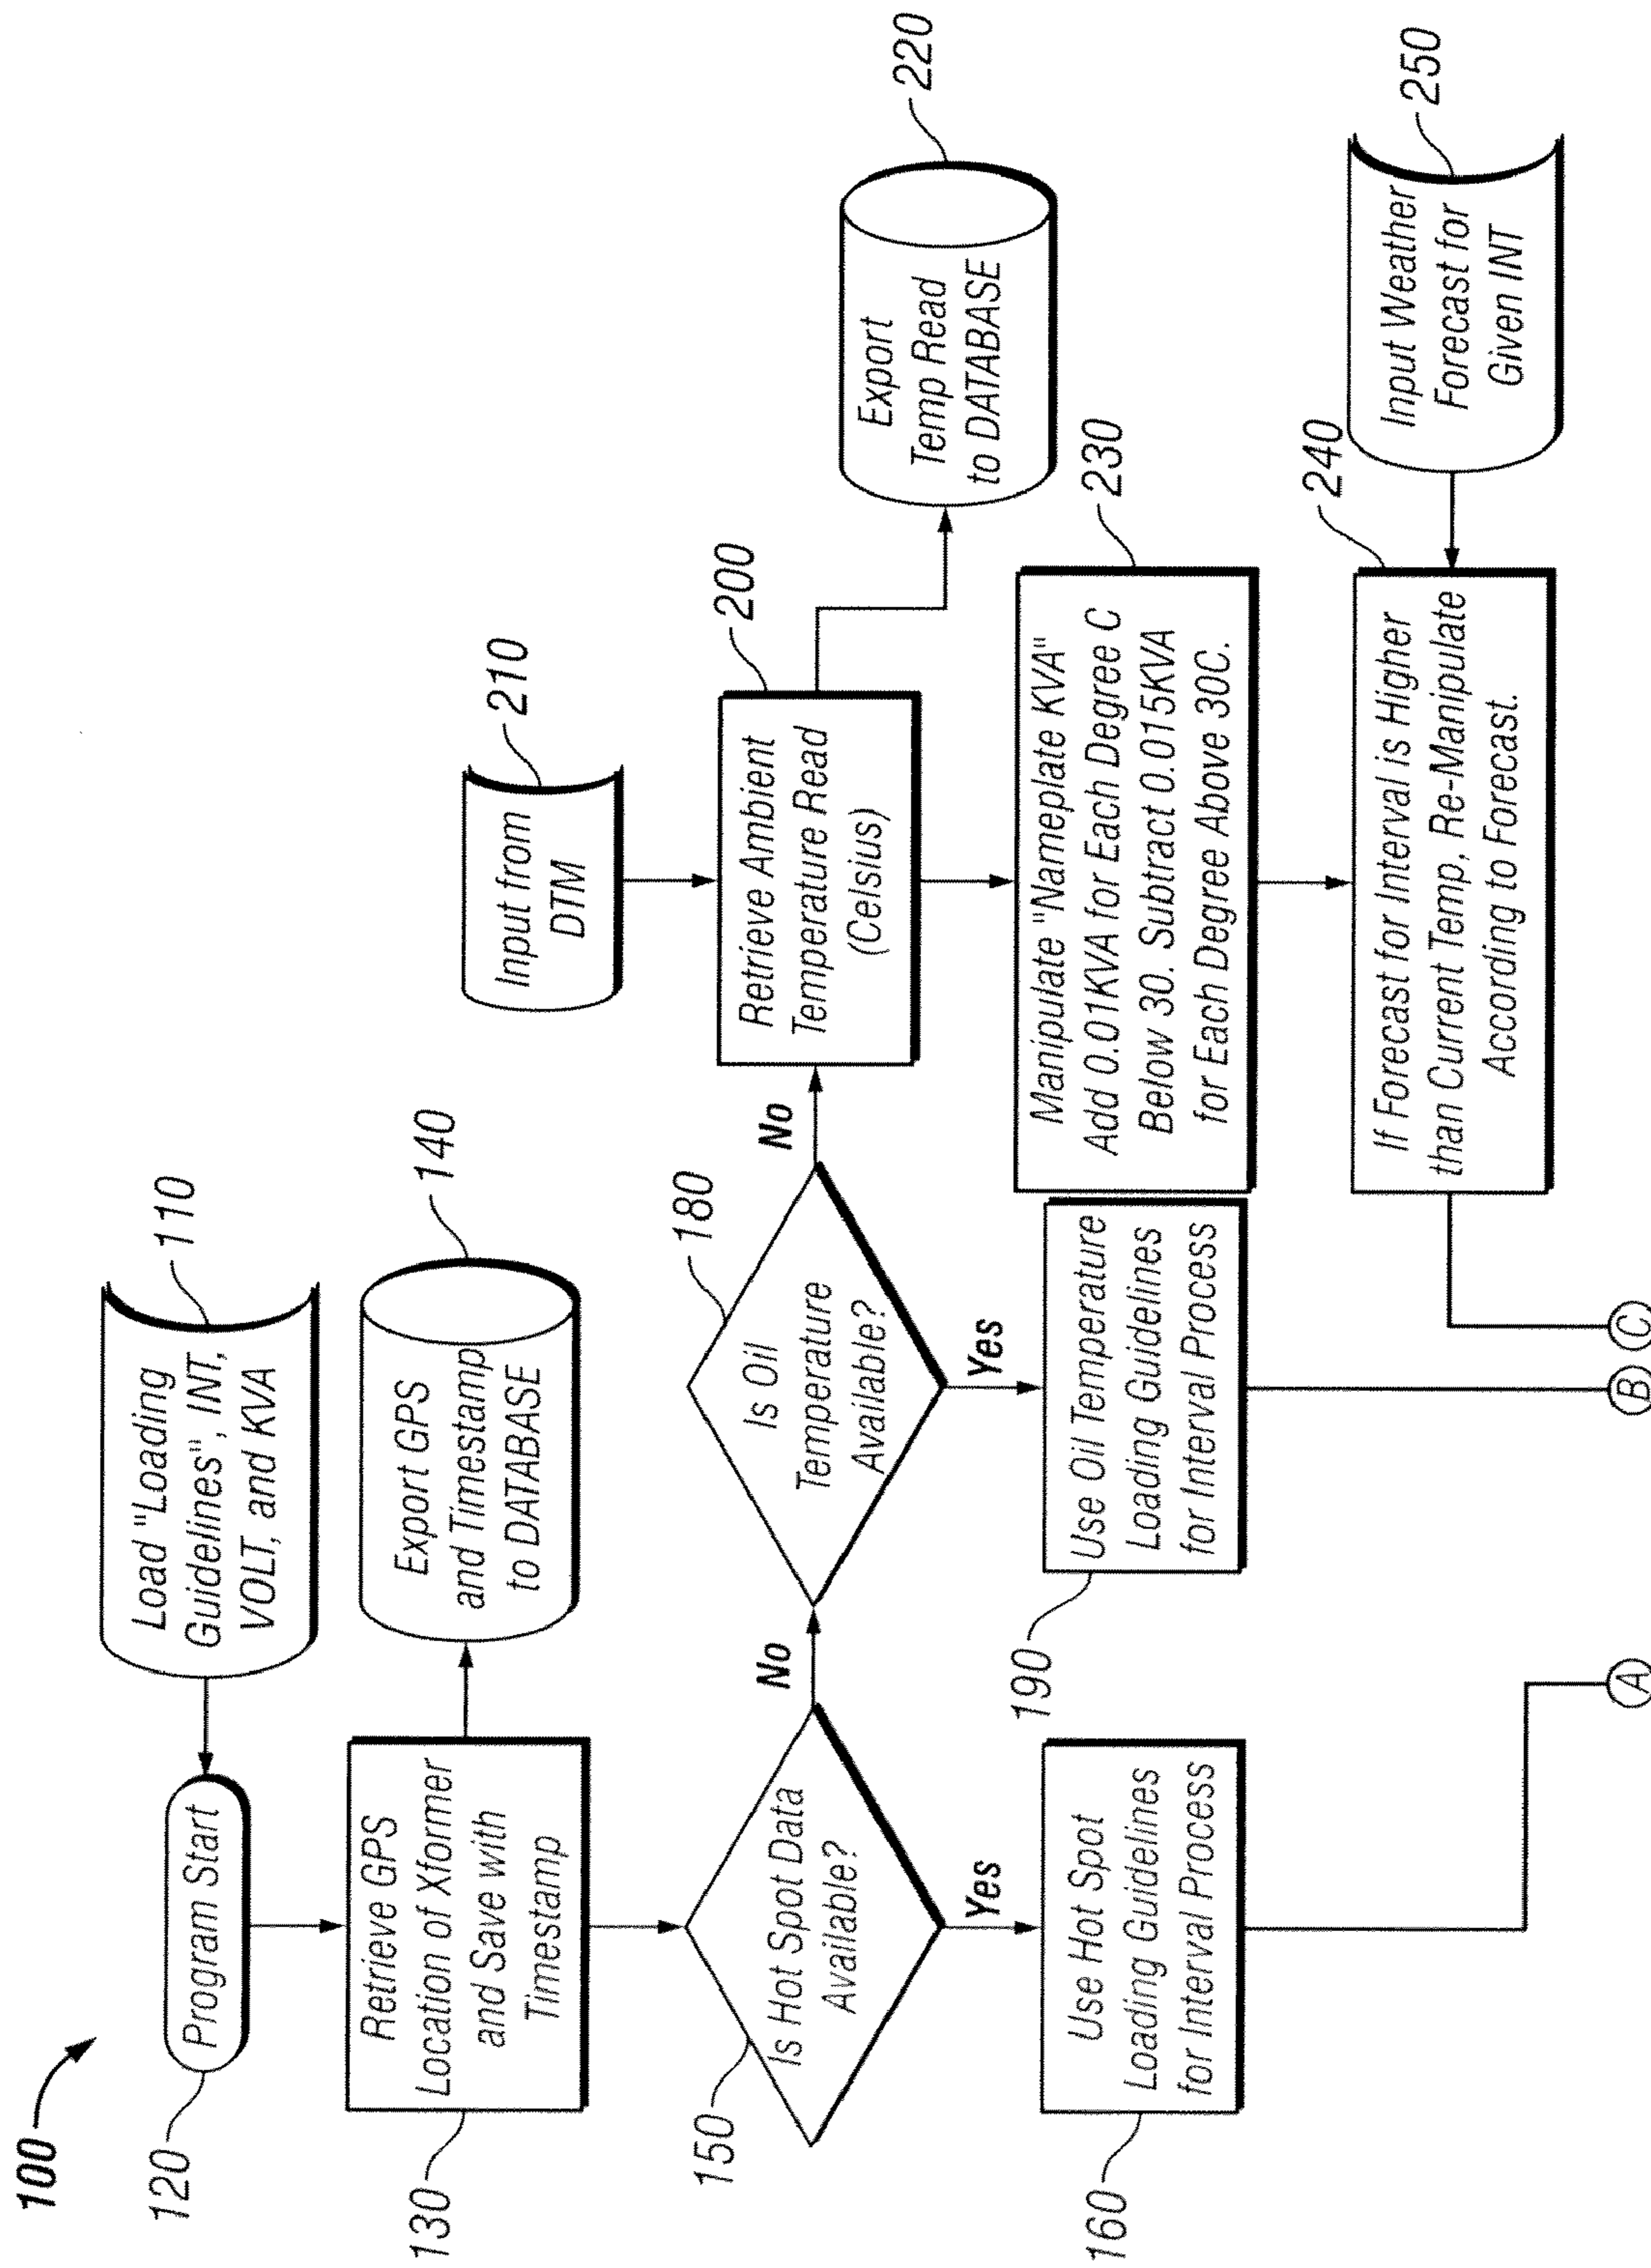 100
120
Program Start
Load "Loading
Guidelines", INT,
VOLT, and KVA
110
130
Retrieve GPS
Location of Xformer
and Save with
Timestamp
Export GPS
and Timestamp
to DATABASE
140
Input from
DTM
210
150
Is Hot Spot Data
Available?
No
Is Oil
Temperature
Available?
180
No
Retrieve Ambient
Temperature Read
(Celsius)
200
Export
Temp Read
to DATABASE
220
Yes
Yes
160
Use Hot Spot
Loading Guidelines
for Interval Process
190
Use Oil Temperature
Loading Guidelines
for Interval Process
Manipulate "Nameplate KVA"
Add 0.01KVA for Each Degree C
Below 30. Subtract 0.015KVA
for Each Degree Above 30C.
230
If Forecast for Interval is Higher
than Current Temp, Re-Manipulate
According to Forecast.
240
Input Weather
Forecast for
Given INT
250
A
B
C